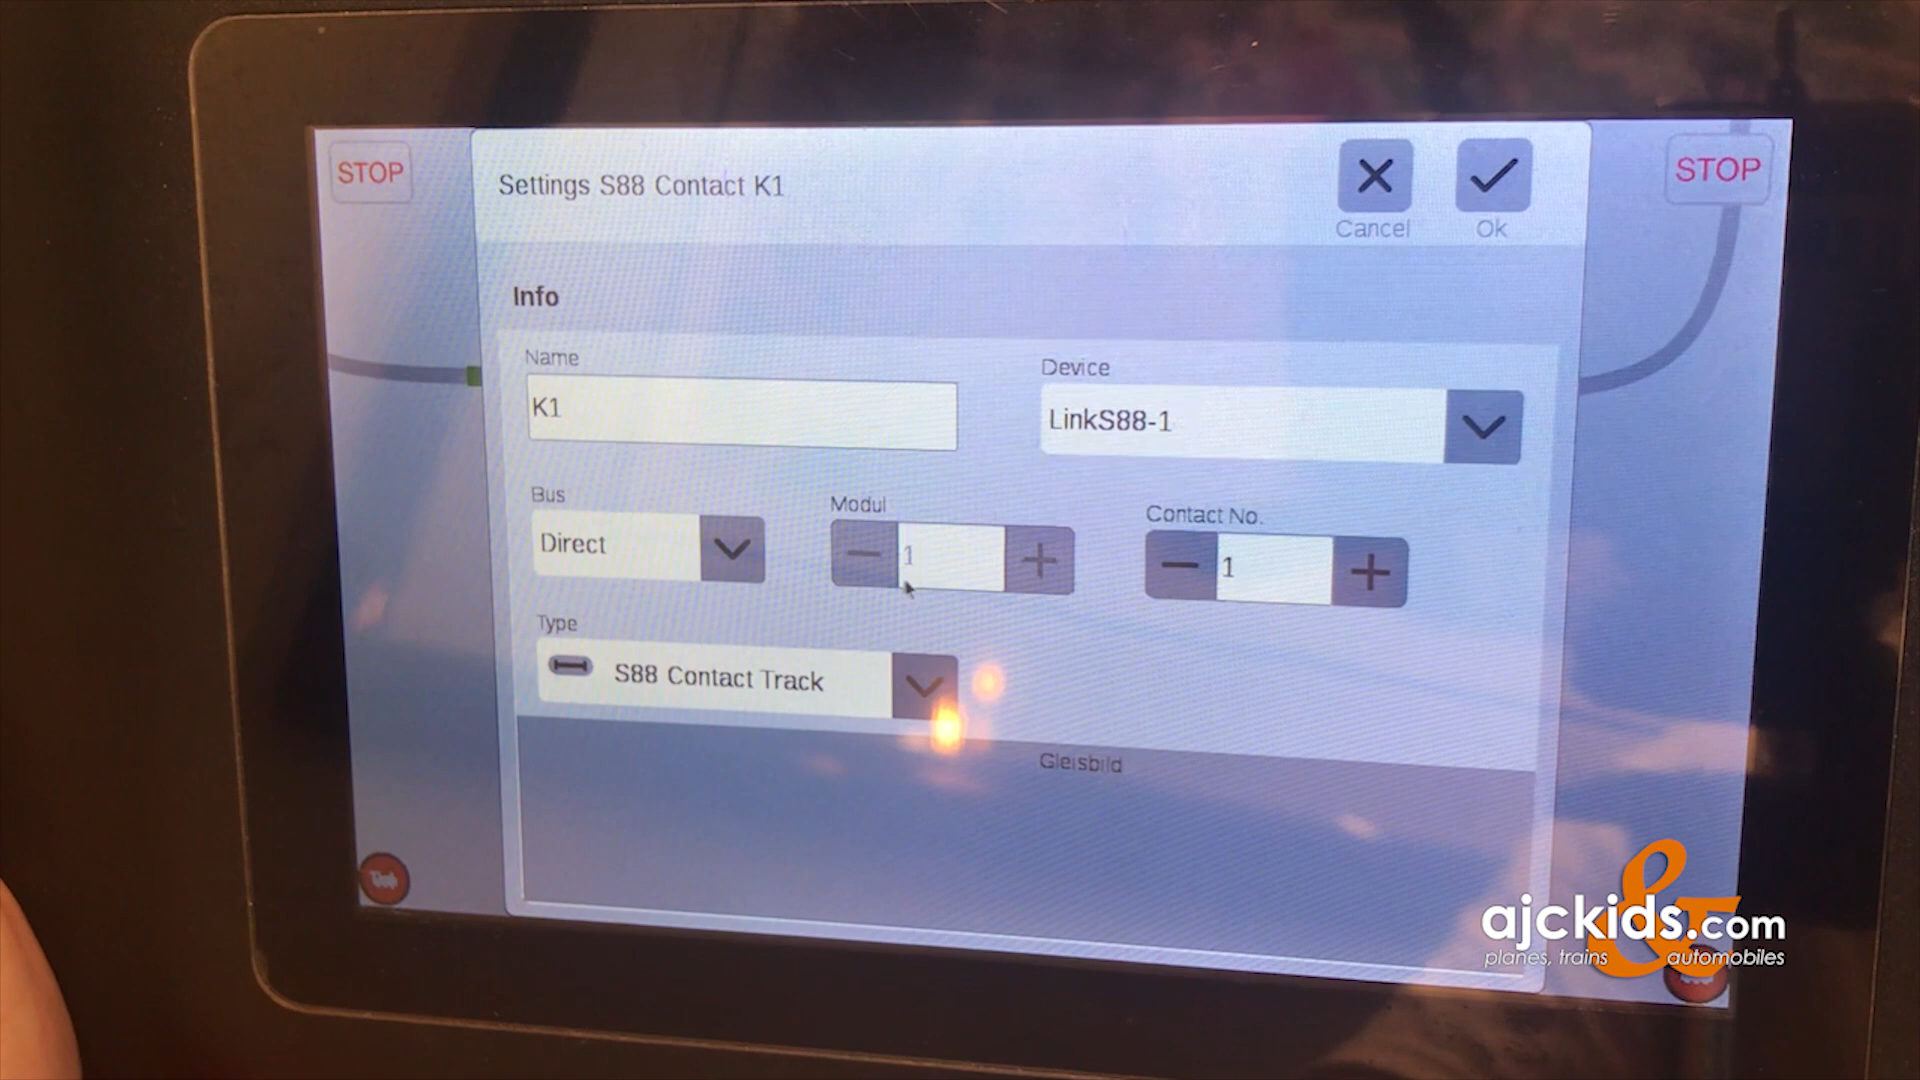 STOP
Settings S88 Contact K1
Cancel
Ok
STOP
Info
Name
K1
Device
LinkS88-1
Bus
Direct
Modul
1
Contact No.
1
Type
S88 Contact Track
Gleisbild
ajckids.com
&
planes, trains automobiles